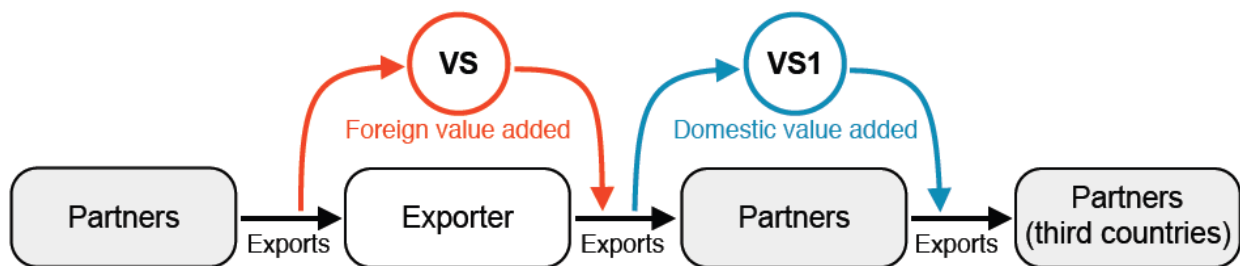 VS
VS1
Foreign value added
Domestic value added
Partners
Exports
Exporter
Exports
Partners
Exports
Partners
(third countries)